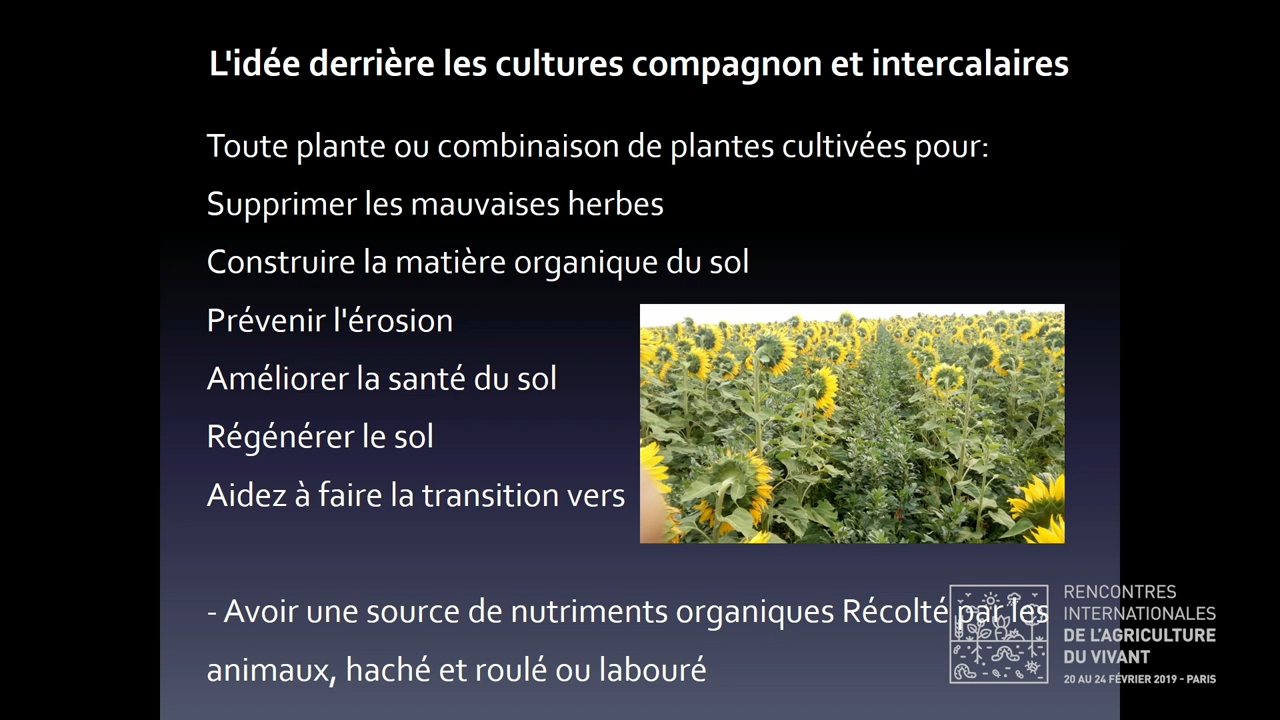 L'idée derrière les cultures compagnon et intercalaires
Toute plante ou combinaison de plantes cultivées pour:
Supprimer les mauvaises herbes
Construire la matière organique du sol
Prévenir l'érosion
Améliorer la santé du sol
Régénérer le sol
Aidez à faire la transition vers
- Avoir une source de nutriments organiques Récolté par les
animaux, haché et roulé ou labouré
RENCONTRES
INTERNATIONALES
DE L'AGRICULTURE
DU VIVANT
20 AU 24 FÉVRIER 2019 - PARIS